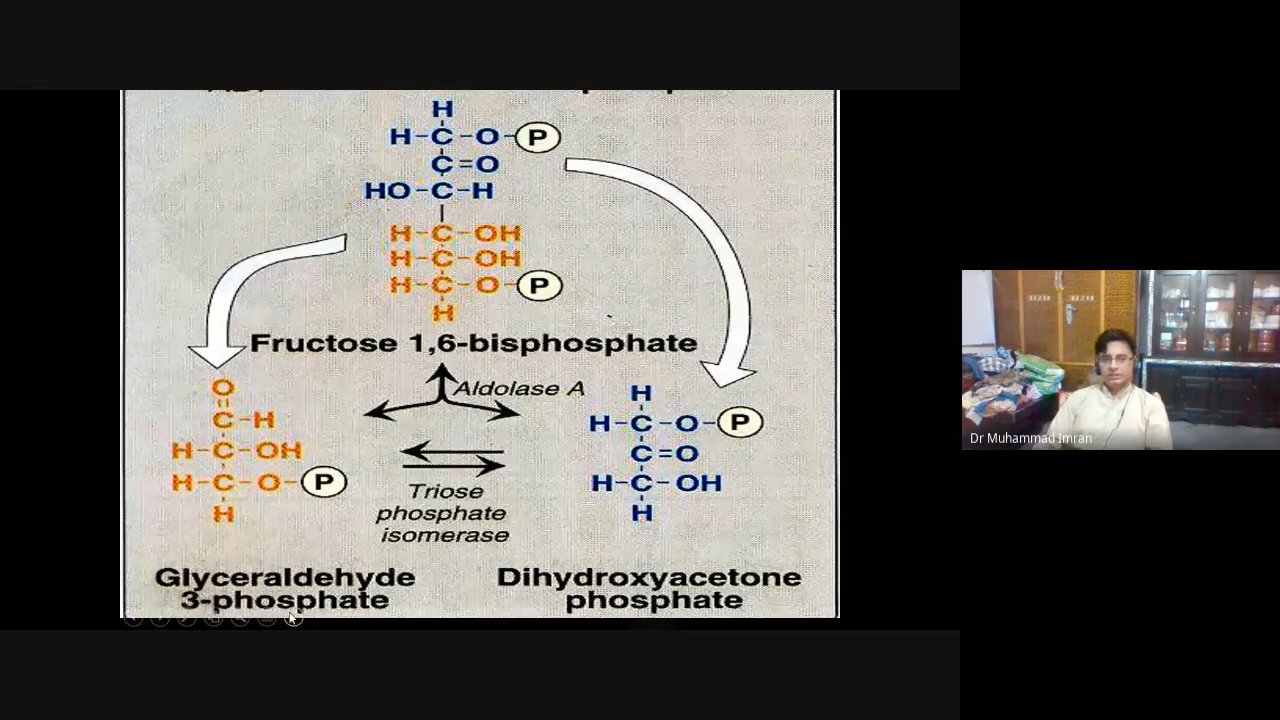 H
H-C-O-P
C=O
HO-C-H
H-C-OH
H-C-OH
H-C-O-P
H
Fructose 1,6-bisphosphate
Aldolase A
O
C-H
H-C-OH
H-C-O-P
H
Triose
phosphate
isomerase
H
H-C-O-P
C=O
H-C-OH
H
Glyceraldehyde
3-phosphate
Dihydroxyacetone
phosphate
Dr Muhammad Imran